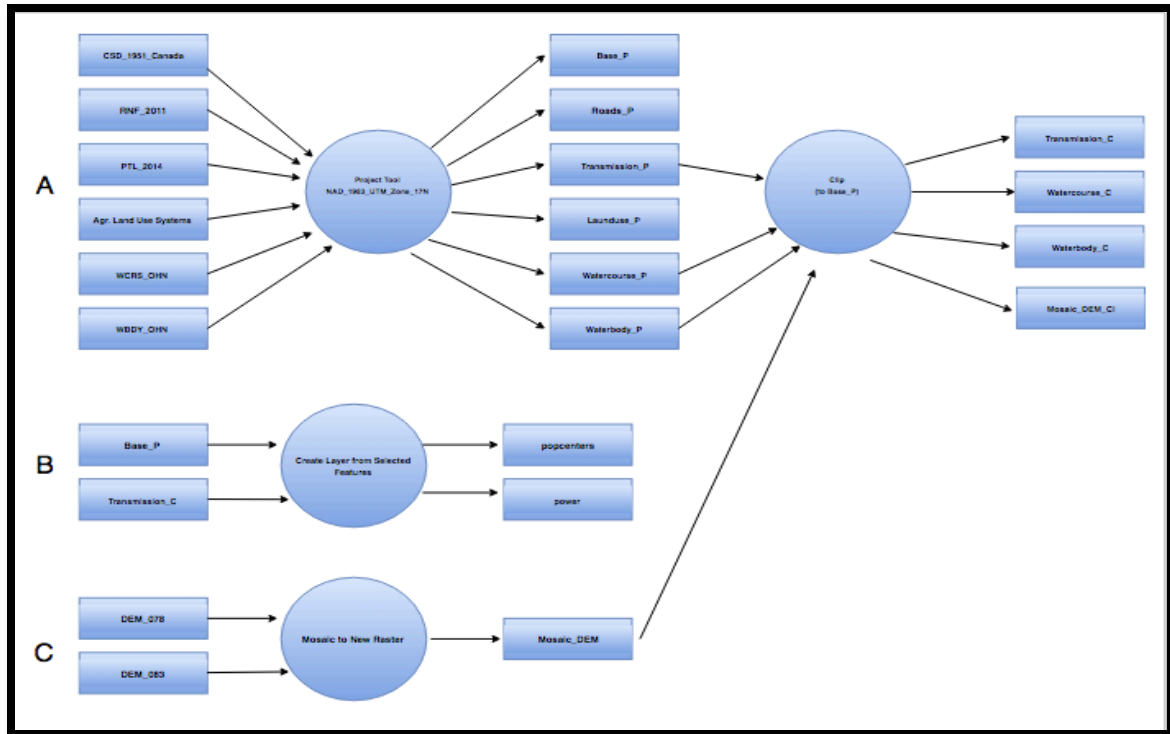 A
CSD_1951_Canada
RNF_2011
PTL_2014
Agr. Land Use Systems
WCRS_OHN
WBDY_OHN
Project Tool
NAD_1983_UTM_Zone_17N
Base_P
Roads_P
Transmission_P
Launduse_P
Watercourse_P
Waterbody_P
Clip
(to Base_P)
Transmission_C
Watercourse_C
Waterbody_C
Mosaic_DEM_Cl
B
Base_P
Transmission_C
Create Layer from Selected
Features
popcenters
power
C
DEM_078
DEM_083
Mosaic to New Raster
Mosaic_DEM